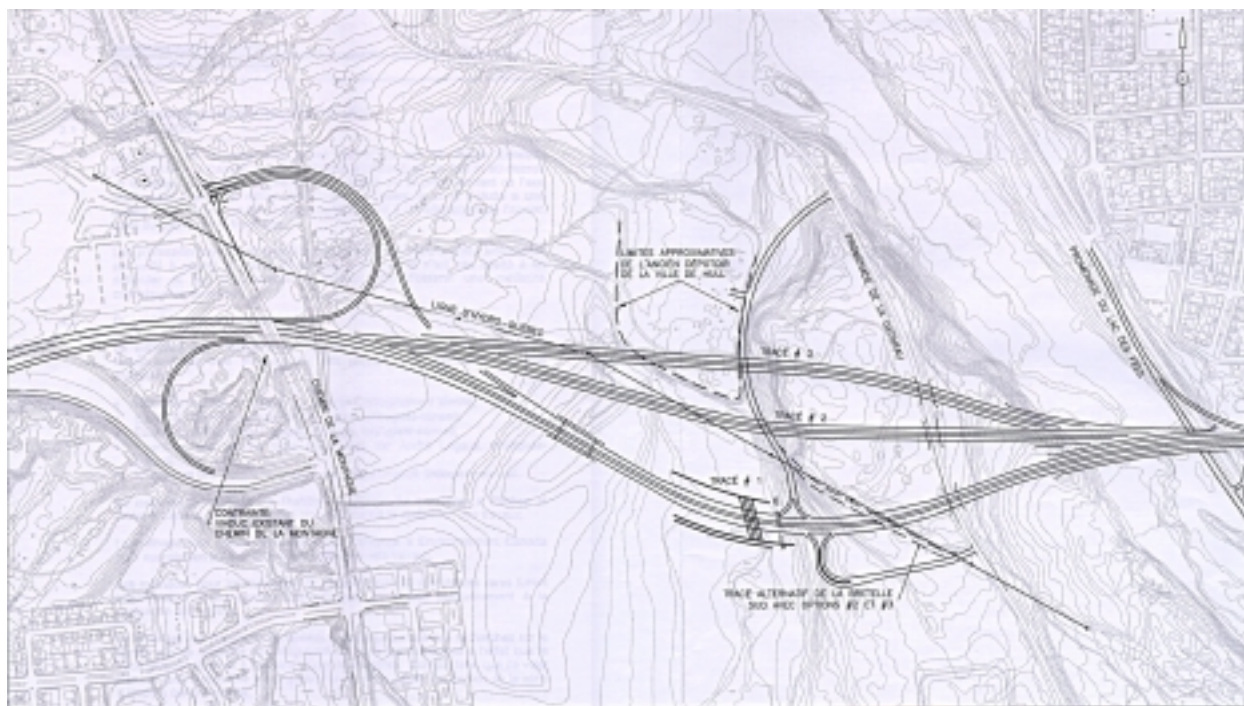 LIMITES APPROXIMATIVES
DE L'ANCIEN DÉPOTOIR
DE LA VILLE DE HULL
PROMENADE DE LA GATINEAU
PROMENADE DU LAC DES FÉES
LIGNE D'HYDRO-QUÉBEC
TRACÉ # 3
TRACÉ # 2
CHEMIN DE LA MONTAGNE
TRACÉ # 1
CONTRAINTE:
VIADUC EXISTANT DU
CHEMIN DE LA MONTAGNE
TRACÉ ALTERNATIF DE LA BRETELLE
SUD AVEC OPTIONS #2 ET #3